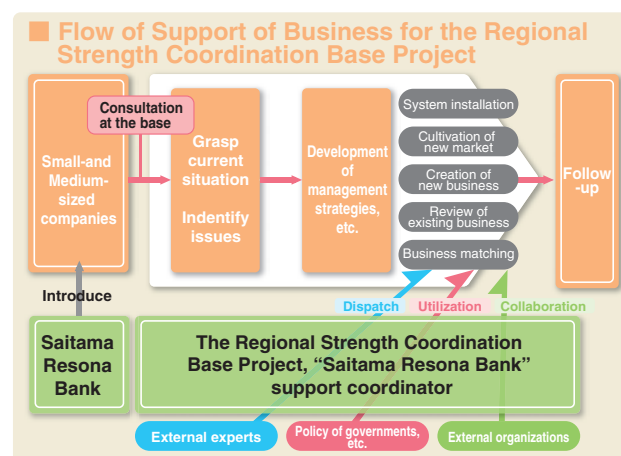 ■ Flow of Support of Business for the Regional
Strength Coordination Base Project
Consultation
at the base
Small-and
Medium-
sized
companies
Grasp
current
situation
Indentify
issues
Development
of
management
strategies,
etc.
System installation
Cultivation of
new market
Creation of
new business
Review of
existing business
Business matching
Follow
-up
Introduce
Dispatch
Utilization
Collaboration
Saitama
Resona
Bank
The Regional Strength Coordination
Base Project, “Saitama Resona Bank”
support coordinator
External experts
Policy of governments,
etc.
External organizations